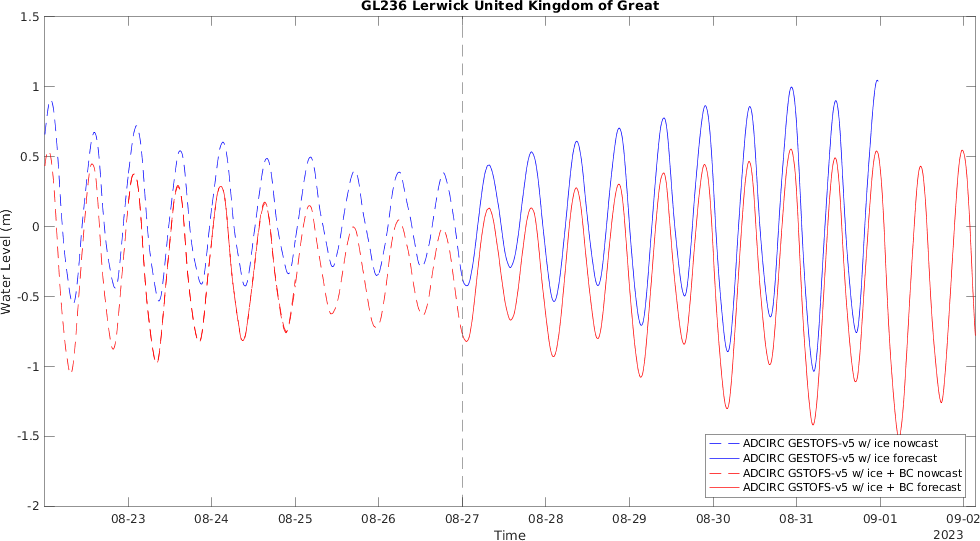 GL236 Lerwick United Kingdom of Great
1.5
1
0.5
0
-0.5
-1
-1.5
-2
Water Level (m)
ADCIRC GESTOFS-v5 w/ ice nowcast
ADCIRC GESTOFS-v5 w/ ice forecast
ADCIRC GSTOFS-v5 w/ ice + BC nowcast
ADCIRC GSTOFS-v5 w/ ice + BC forecast
08-23 08-24 08-25 08-26 08-27 08-28 08-29 08-30 08-31 09-01 09-02
Time
2023